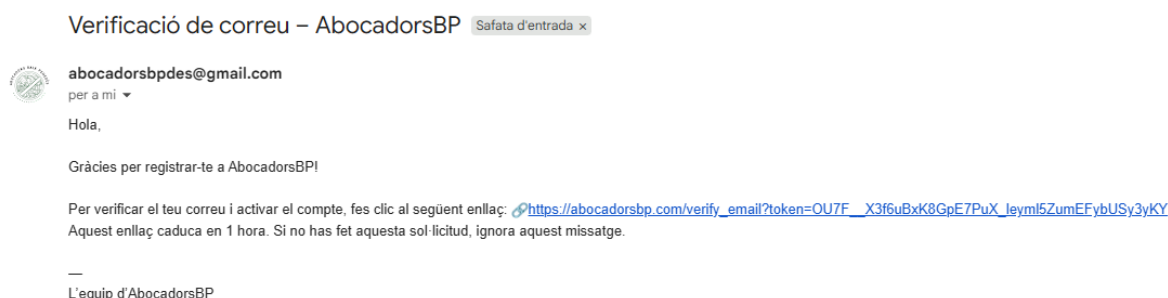 Verificació de correu – AbocadorsBP Safata d'entrada ×
abocadorsbpdes@gmail.com
per a mi
Hola,
Gràcies per registrar-te a AbocadorsBP!
Per verificar el teu correu i activar el compte, fes clic al següent enllaç: https://abocadorsbp.com/verify_email?token=OU7F__X3f6uBxK8GpE7PuX_leymI5ZumEFybUSy3yKY
Aquest enllaç caduca en 1 hora. Si no has fet aquesta sol·licitud, ignora aquest missatge.
—
L'equip d'AbocadorsBP